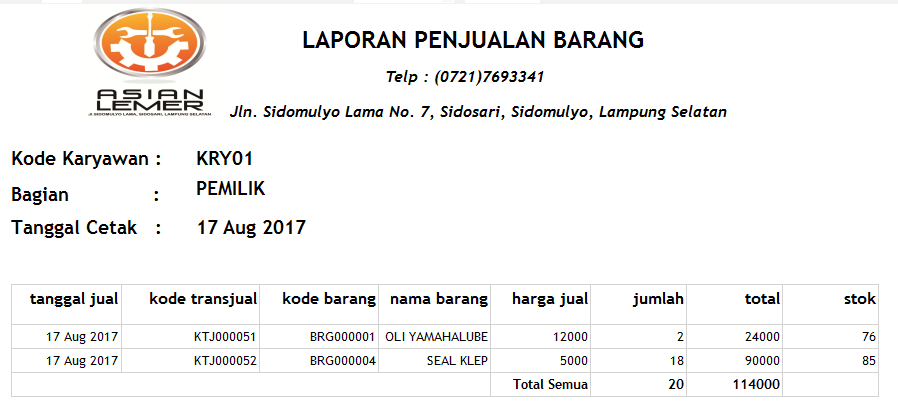 LAPORAN PENJUALAN BARANG
Telp : (0721)7693341
ASIAN
LEMER
JLSIDOMULYO LAMA, SIDOSARI, LAMPUNG SELATAN
Jln. Sidomulyo Lama No. 7, Sidosari, Sidomulyo, Lampung Selatan
Kode Karyawan : KRY01
Bagian : PEMILIK
Tanggal Cetak : 17 Aug 2017
tanggal jual kode transjual kode barang nama barang harga jual jumlah total stok
17 Aug 2017 KTJ000051 BRG000001 OLI YAMAHALUBE 12000 2 24000 76
17 Aug 2017 KTJ000052 BRG000004 SEAL KLEP 5000 18 90000 85
Total Semua 20 114000